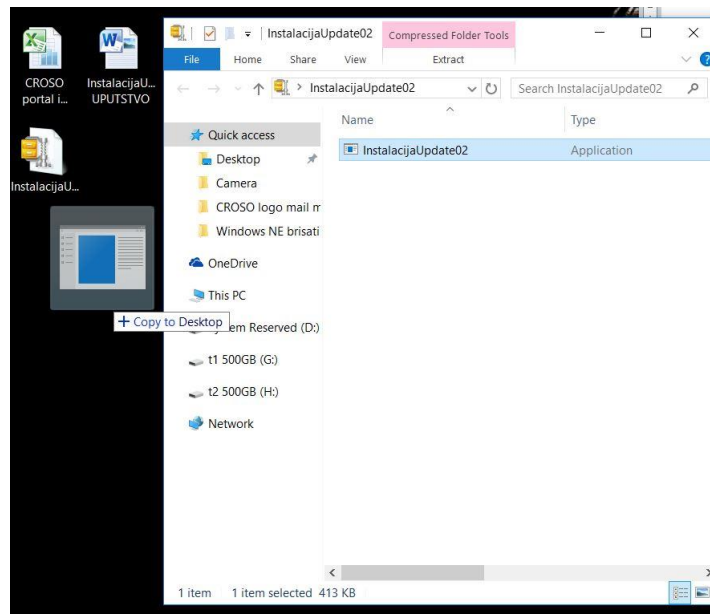 InstalacijaUpdate02
Compressed Folder Tools
File
Home
Share
View
Extract
InstalacijaUpdate02
Search InstalacijaUpdate02
CROSO
portal i...
InstalacijaU...
UPUTSTVO
InstalacijaU...
Copy to Desktop
Quick access
Desktop
Camera
CROSO logo mail m
Windows NE brisati
OneDrive
This PC
em Reserved (D:)
t1 500GB (G:)
t2 500GB (H:)
Network
Name
Type
InstalacijaUpdate02
Application
1 item
1 item selected 413 KB